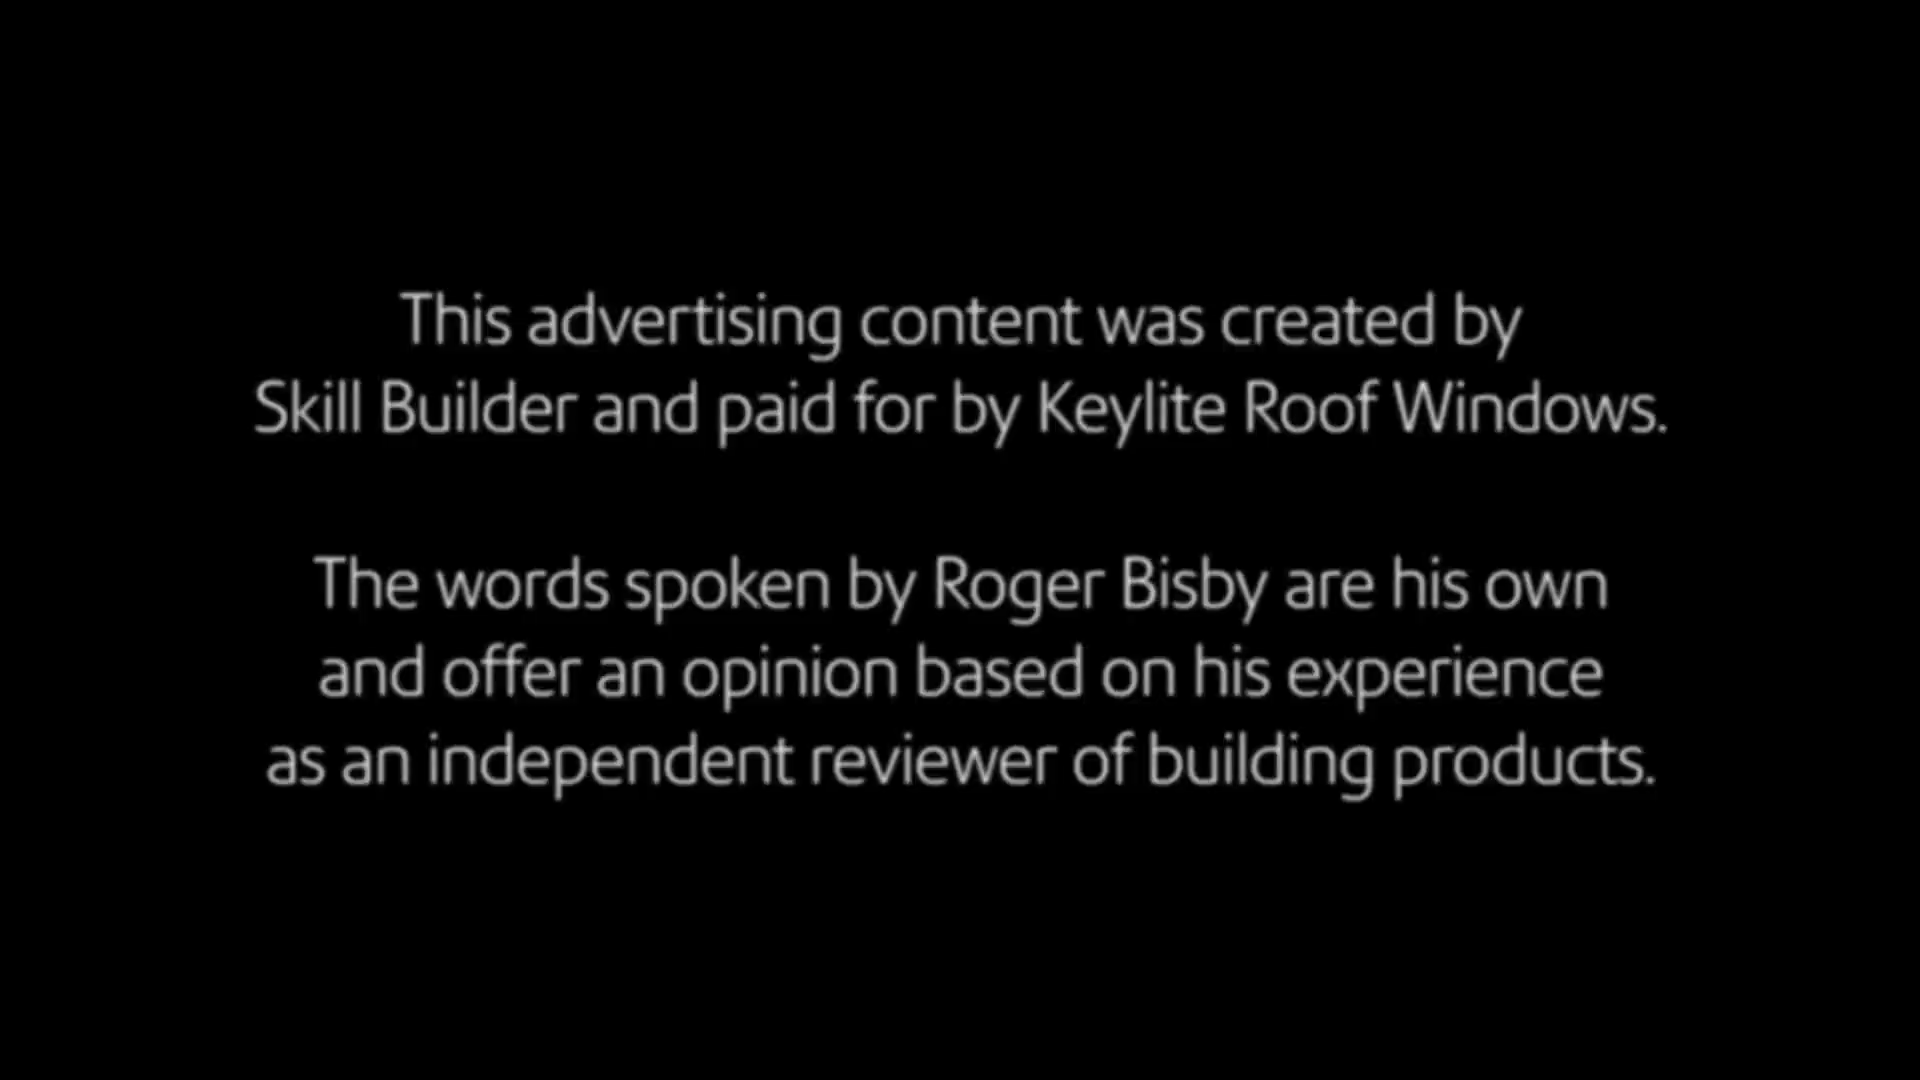 This advertising content was created by
Skill Builder and paid for by Keylite Roof Windows.
The words spoken by Roger Bisby are his own
and offer an opinion based on his experience
as an independent reviewer of building products.